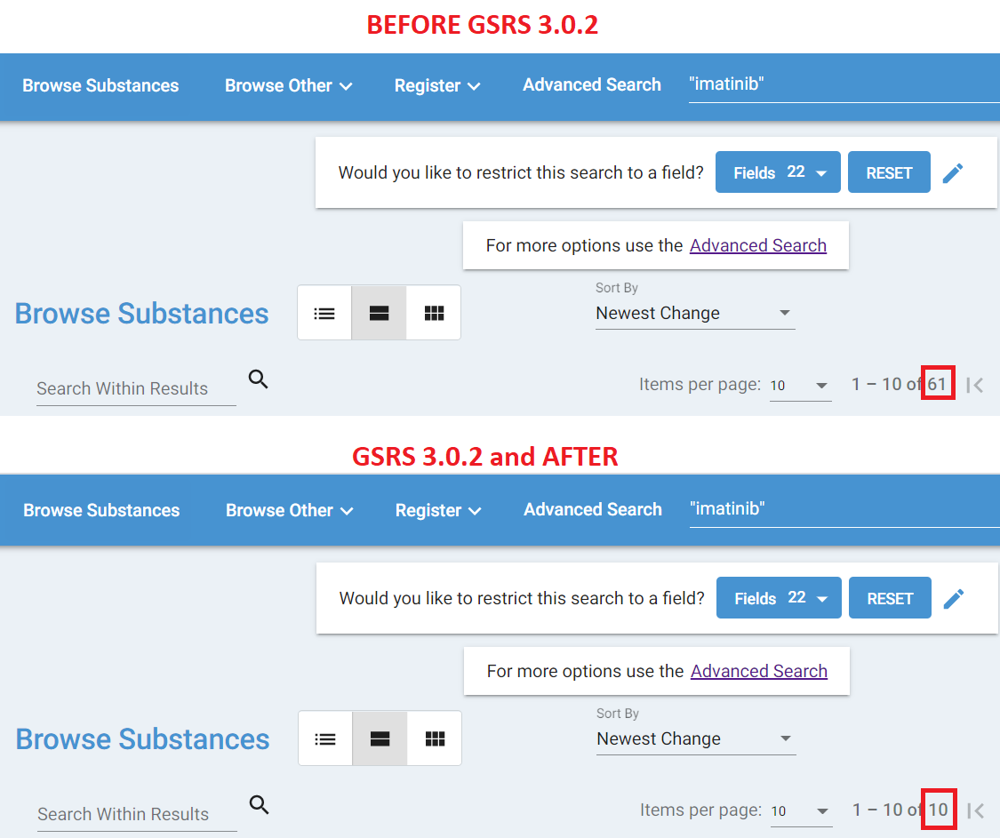 BEFORE GSRS 3.0.2
Browse Substances Browse Other Register Advanced Search "imatinib"
Would you like to restrict this search to a field? Fields 22 RESET
For more options use the Advanced Search
Sort By
Browse Substances Newest Change
Search Within Results Items per page: 10 1 – 10 of 61
GSRS 3.0.2 and AFTER
Browse Substances Browse Other Register Advanced Search "imatinib"
Would you like to restrict this search to a field? Fields 22 RESET
For more options use the Advanced Search
Sort By
Browse Substances Newest Change
Search Within Results Items per page: 10 1 – 10 of 10